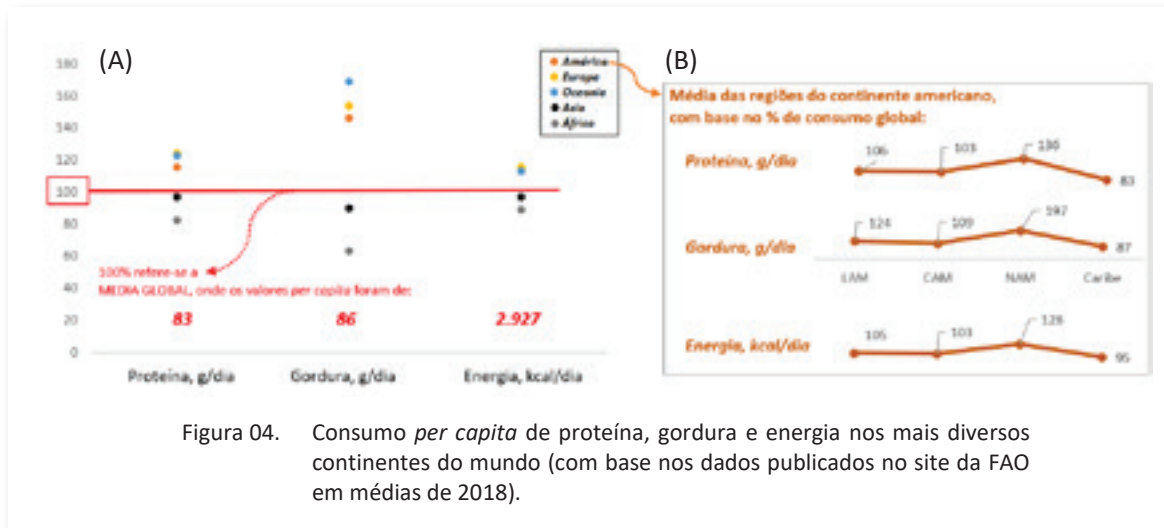 (A)
180
160
140
120
100
80
60
40
20
0
América
Europe
Oceania
Asia
África
100% refere-se a
MEDIA GLOBAL, onde os valores per capita foram de:
83 86 2.927
Proteína, g/dia Gordura, g/dia Energia, kcal/dia
(B)
Média das regiões do continente americano,
com base no % de consumo global:
Proteína, g/dia
106 103 136 83
Gordura, g/dia
124 109 197 87
LAM CAM NAM Caribe
Energia, kcal/dia
105 103 128 95
Figura 04. Consumo per capita de proteína, gordura e energia nos mais diversos
continentes do mundo (com base nos dados publicados no site da FAO
em médias de 2018).